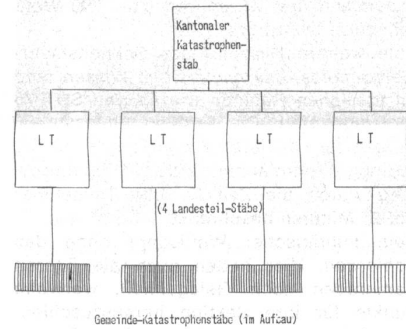 Kantonaler
Katastrophen-
stab
L T
L T
L T
L T
(4 Landesteil-Stäbe)
Gemeinde-Katastrophenstäbe (im Aufbau)